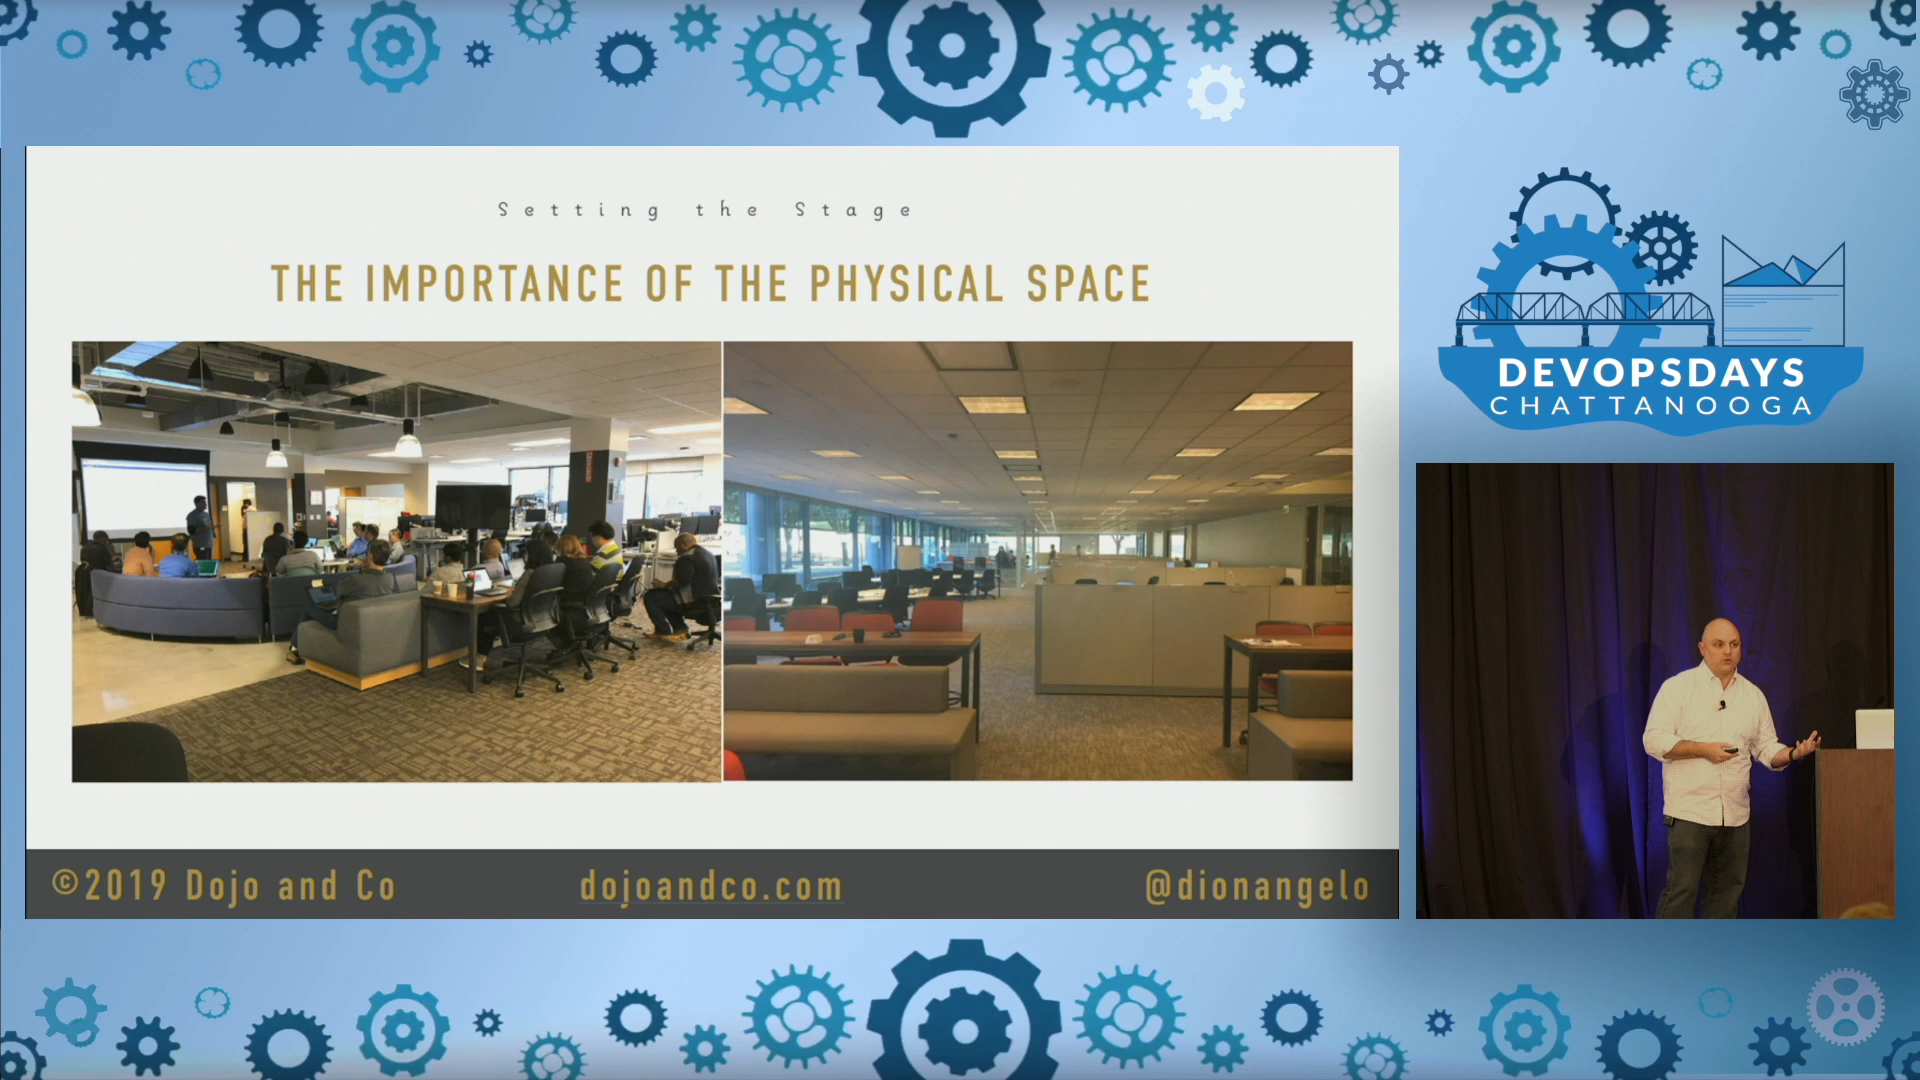 Setting the Stage
THE IMPORTANCE OF THE PHYSICAL SPACE
©2019 Dojo and Co
dojoandco.com
@dionangelo
DEVOPSDAYS
CHATTANOOGA